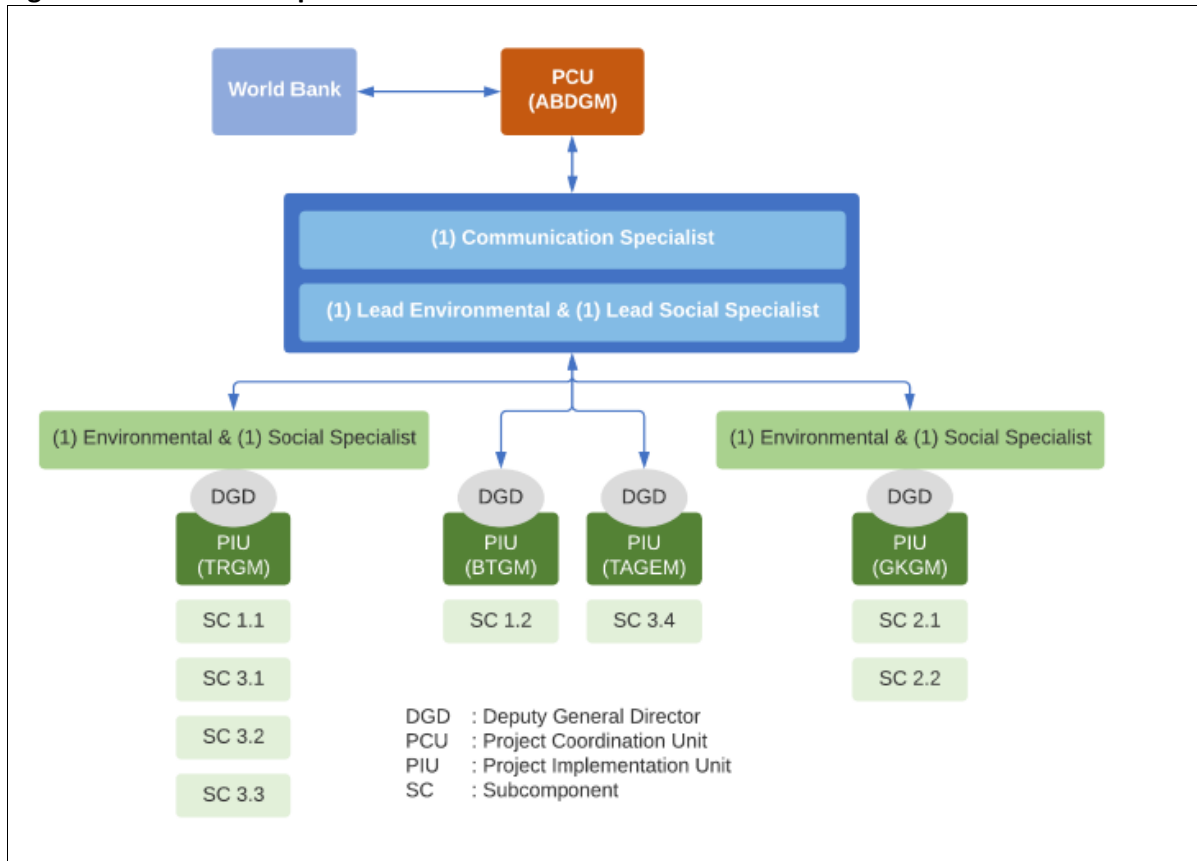 World Bank
PCU
(ABDGM)
(1) Communication Specialist
(1) Lead Environmental & (1) Lead Social Specialist
(1) Environmental & (1) Social Specialist
(1) Environmental & (1) Social Specialist
DGD
DGD
DGD
DGD
PIU
(TRGM)
PIU
(BTGM)
PIU
(TAGEM)
PIU
(GKGM)
SC 1.1
SC 1.2
SC 3.4
SC 2.1
SC 3.1
SC 2.2
SC 3.2
SC 3.3
DGD : Deputy General Director
PCU : Project Coordination Unit
PIU : Project Implementation Unit
SC : Subcomponent